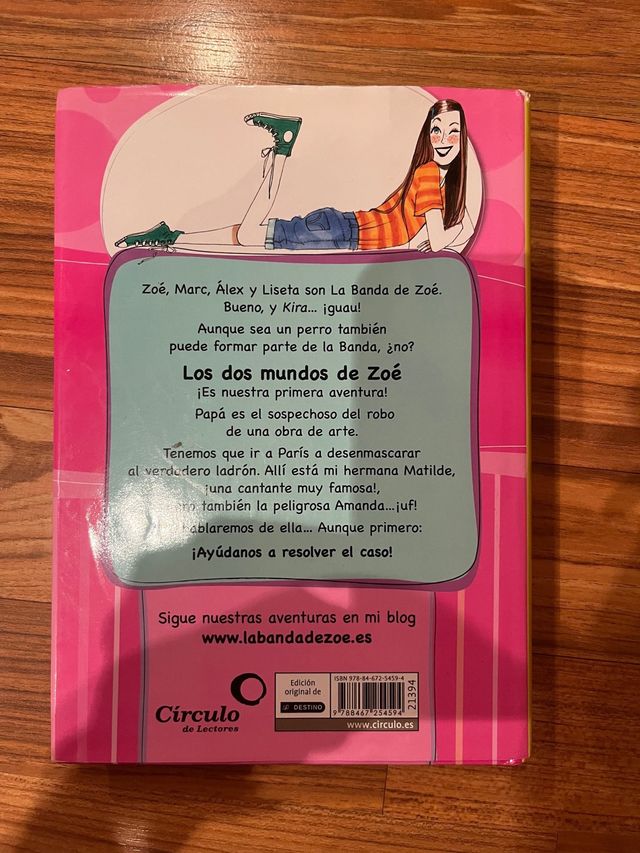 Zoé, Marc, Álex y Liseta son La Banda de Zoé.
Bueno, y Kira... ¡guau!
Aunque sea un perro también
puede formar parte de la Banda, ¿no?
Los dos mundos de Zoé
¡Es nuestra primera aventura!
Papá es el sospechoso del robo
de una obra de arte.
Tenemos que ir a París a desenmascarar
al verdadero ladrón. Allí está mi hermana Matilde,
¡una cantante muy famosa!,
también la peligrosa Amanda...¡uf!
hablaremos de ella... Aunque primero:
¡Ayúdanos a resolver el caso!
Sigue nuestras aventuras en mi blog
www.labandadezoe.es
Círculo
de Lectores
Edición
original de
DESTINO
ISBN 978-84-672-5459-4
21394
9 788467 254594
www.circulo.es